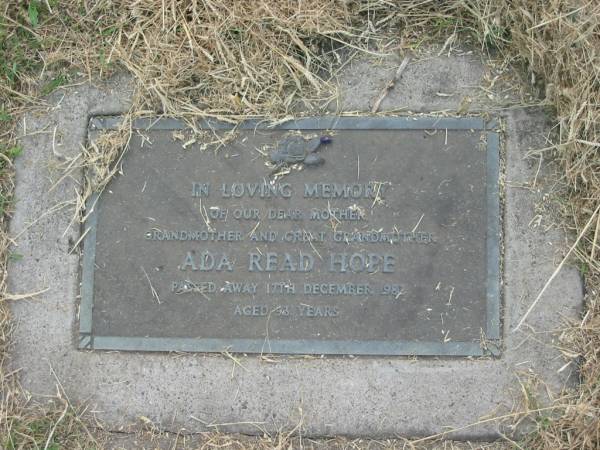 IN LOVING MEMORY
OF OUR DEAR MOTHER
GRANDMOTHER AND GREAT GRANDMOTHER
ADA READ HOPE
PASSED AWAY 17TH DECEMBER
AGED YEARS